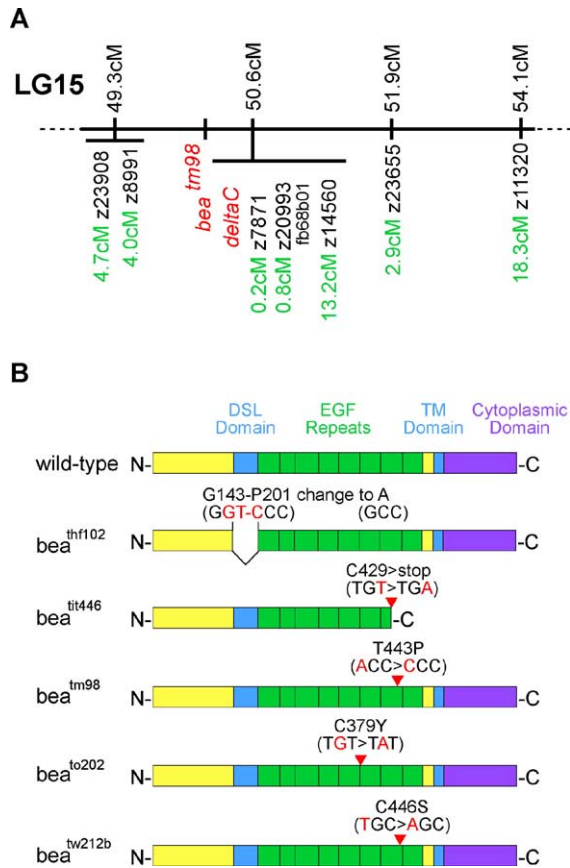 A
LG15
49.3cM
50.6cM
51.9cM
54.1cM
4.7cM z23908
4.0cM z8991
bea tm98
deltaC
0.2cM z7871
0.8cM z20993
fb68b01
13.2cM z14560
2.9cM z23655
18.3cM z11320
B
DSL Domain
EGF Repeats
TM Domain
Cytoplasmic Domain
wild-type N- -C
G143-P201 change to A
(GGT-CCC) (GCC)
bea thf102 N- -C
C429>stop
(TGT>TGA)
bea tit446 N- -C
T443P
(ACC>CCC)
bea tm98 N- -C
C379Y
(TGT>TAT)
bea to202 N- -C
C446S
(TGC>AGC)
bea tw212b N- -C